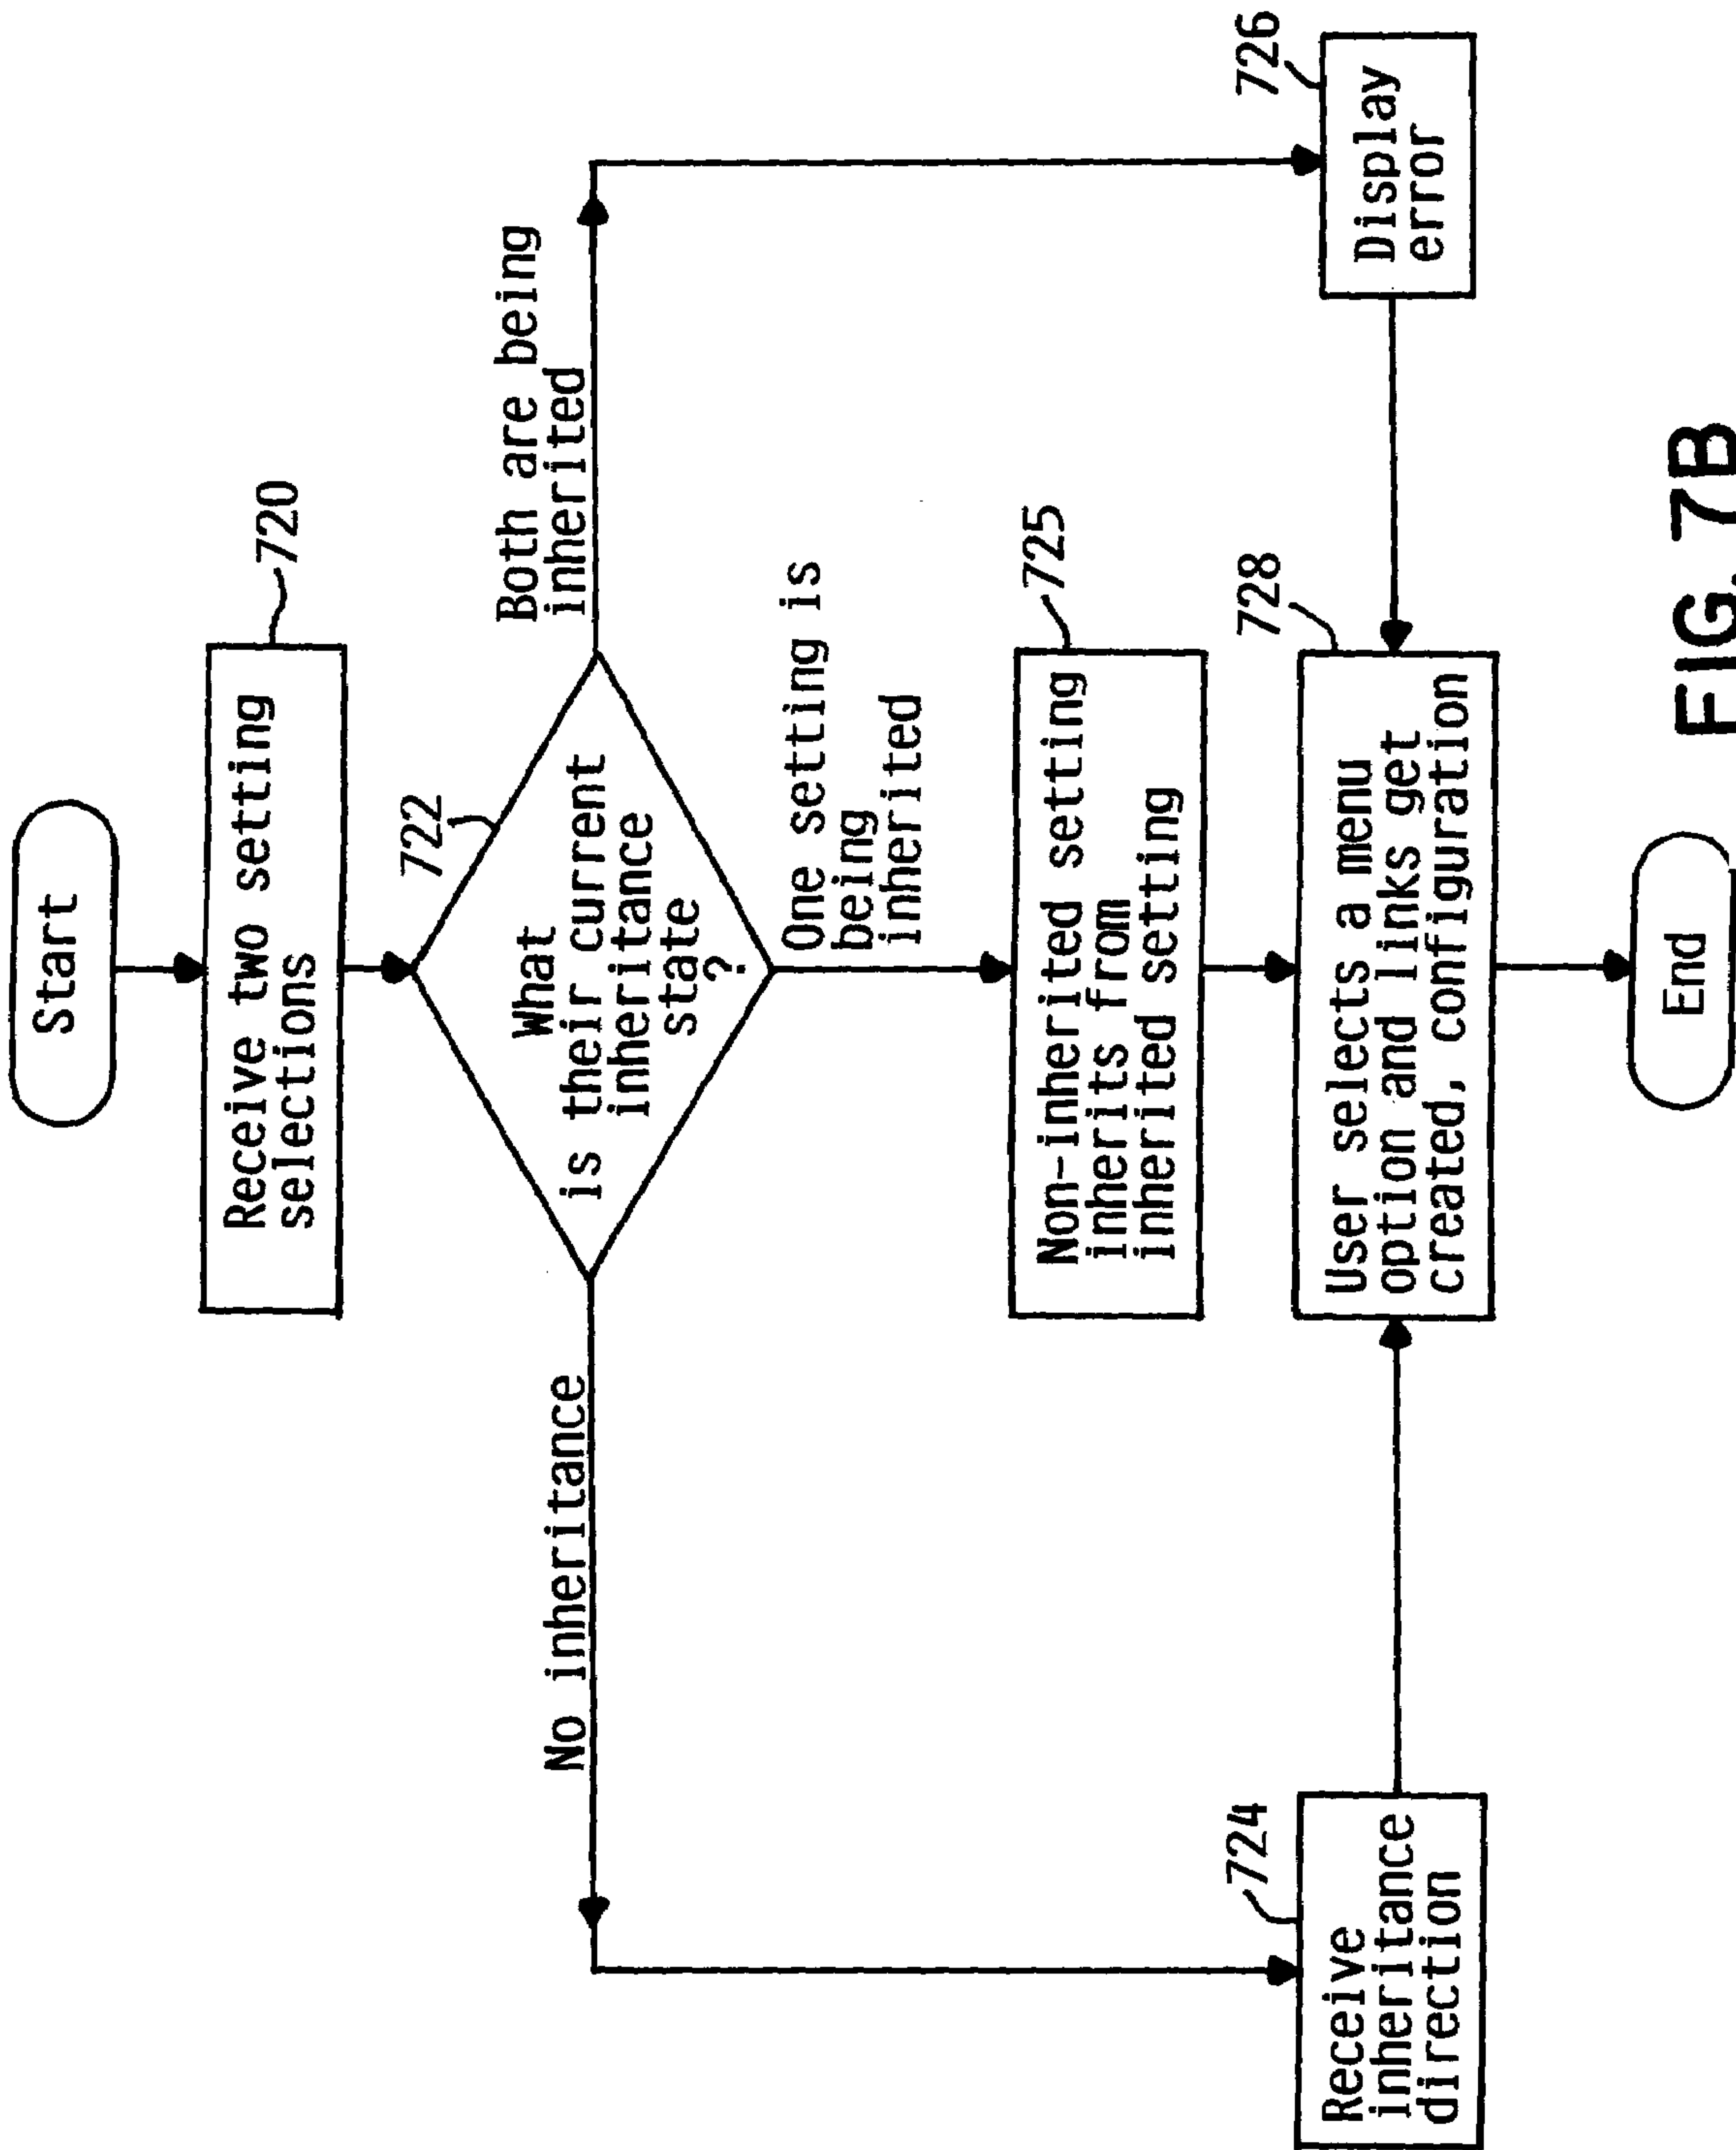 Start
720
Receive two setting
selections
722
What
is their current
inheritance
state
?
No inheritance
Both are being
inherited
One setting is
being
inherited
724
Receive
inheritance
direction
725
Non-inherited setting
inherits from
inherited setting
726
Display
error
728
User selects a menu
option and links get
created, configuration
End
FIG. 7B